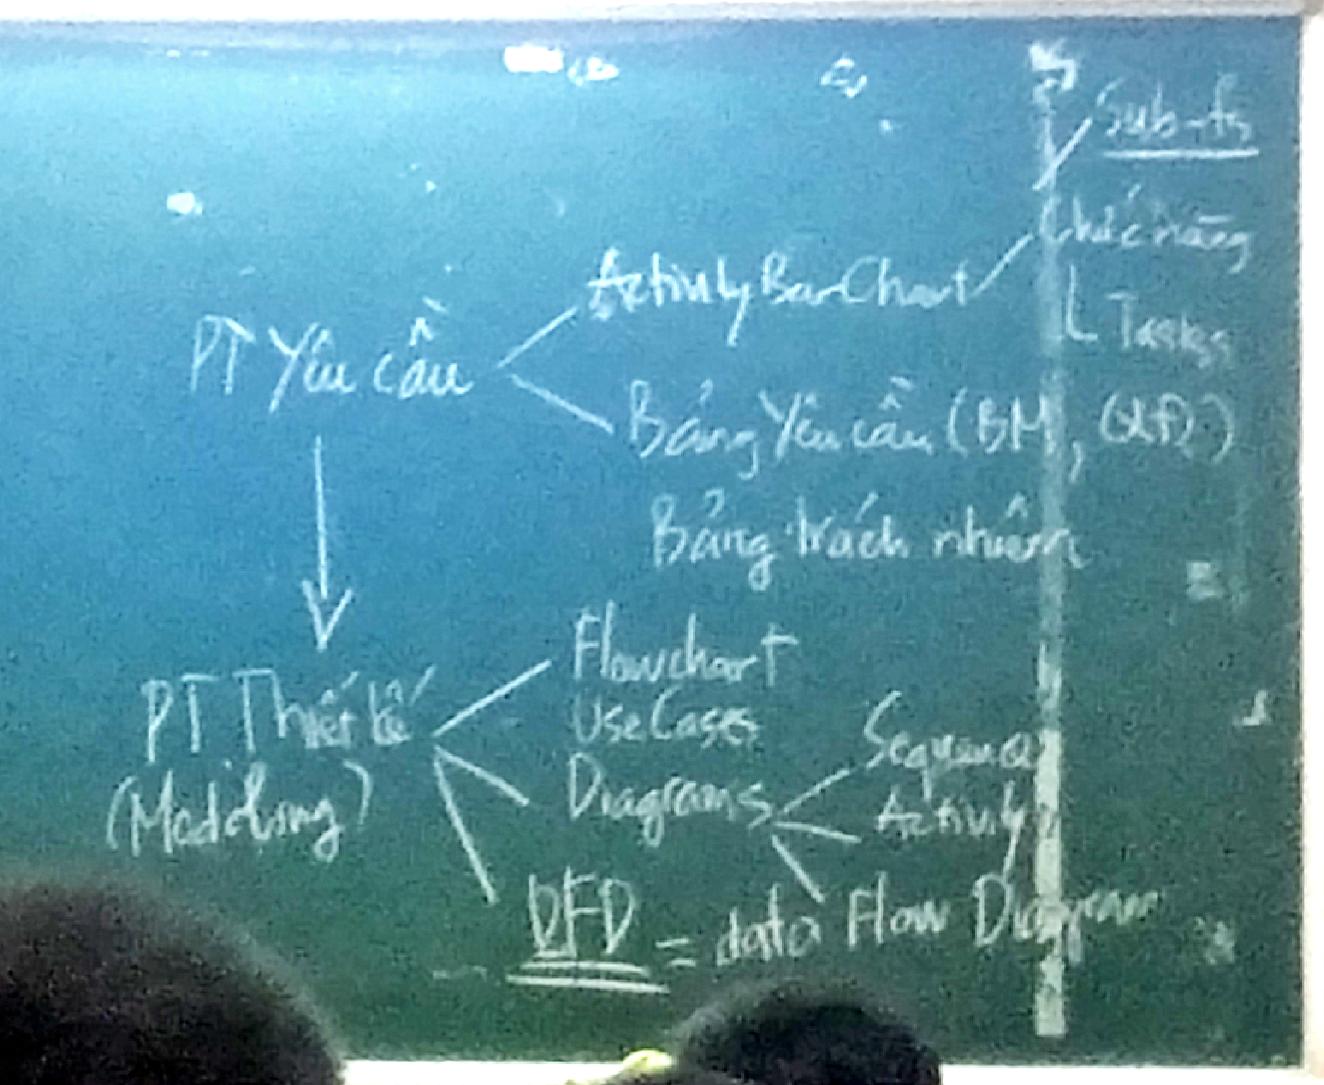 Sub-fs
Chức năng
Activity Bar Chart
Tasks
PT Yêu cầu
Bảng Yêu cầu (BM, QĐ)
Bảng trách nhiệm
Flowchart
PT Thiết kế
Use Cases
Sequence
(Modeling)
Diagrams
Activity
DFD = data Flow Diagram